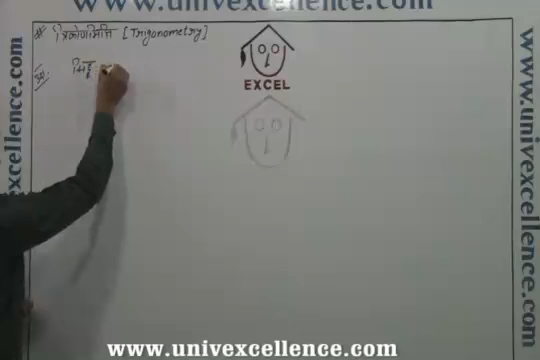 www.univexcellence.com
# त्रिकोणमिति [Trigonometry]
EXCEL
प्र.
सिद्ध
www.univexcellence.com
www.univexcellence.com
www.univexcellence.com